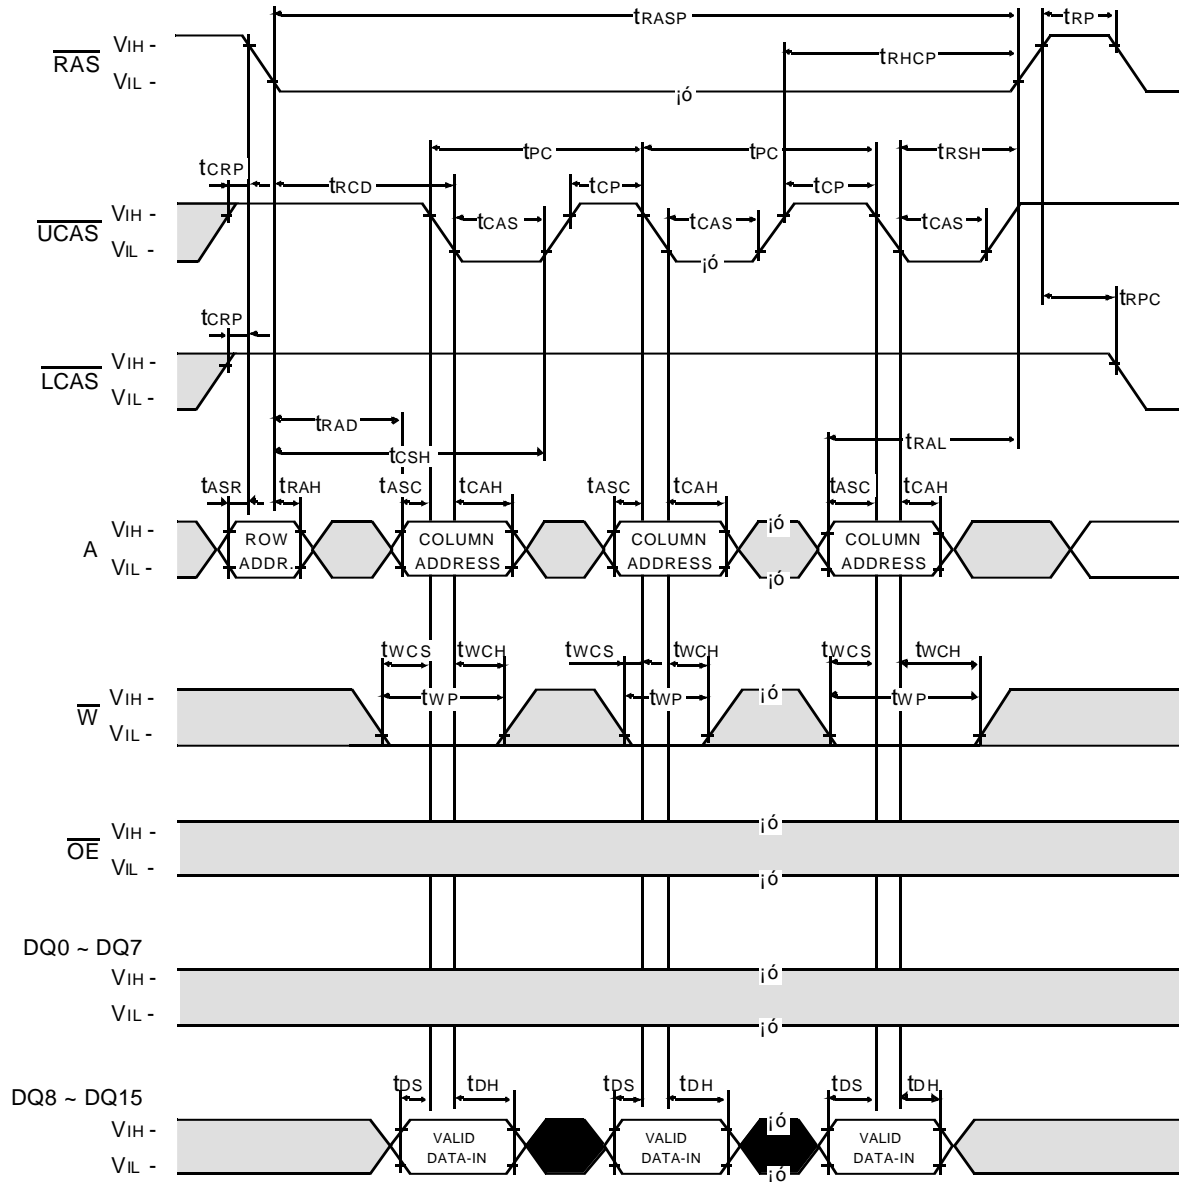 tRASP
tRP
RAS
VIH -
VIL -
tRHCP
¡ó
tPC
tPC
tRSH
tCRP
tRCD
tCP
tCP
UCAS
VIH -
VIL -
tCAS
tCAS
tCAS
¡ó
tRPC
tCRP
LCAS
VIH -
VIL -
tRAD
tCSH
tRAL
tASR
tRAH
tASC
tCAH
tASC
tCAH
tASC
tCAH
A
VIH -
VIL -
ROW
ADDR.
COLUMN
ADDRESS
COLUMN
ADDRESS
¡ó
¡ó
COLUMN
ADDRESS
tWCS
tWCH
tWCS
tWCH
tWCS
tWCH
W
VIH -
VIL -
tWP
tWP
¡ó
tWP
OE
VIH -
VIL -
¡ó
¡ó
DQ0 ~ DQ7
VIH -
VIL -
¡ó
¡ó
DQ8 ~ DQ15
tDS
tDH
tDS
tDH
tDS
tDH
VIH -
VIL -
VALID
DATA-IN
VALID
DATA-IN
¡ó
¡ó
VALID
DATA-IN